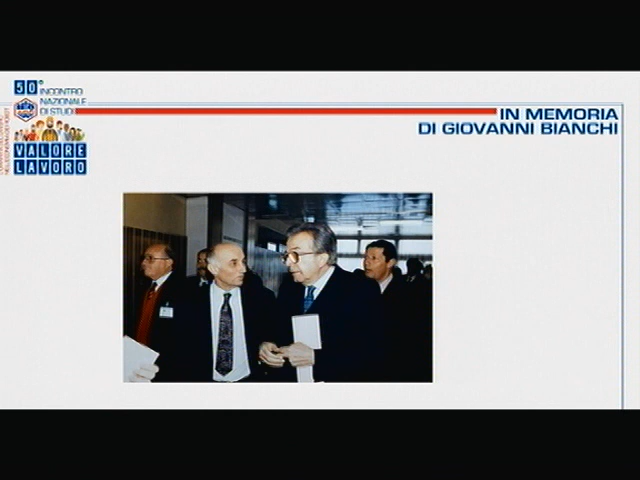 50°
INCONTRO
NAZIONALE
DI STUDI
VALORE
LAVORO
IN MEMORIA
DI GIOVANNI BIANCHI